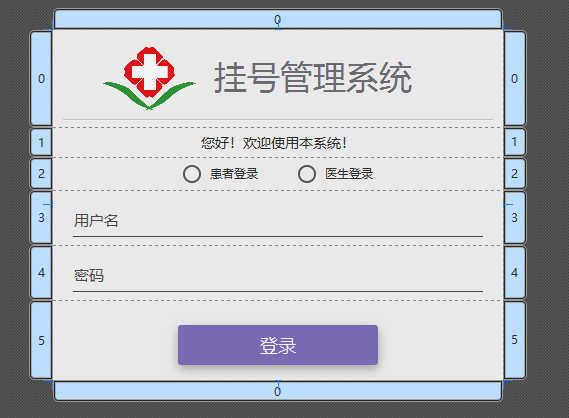 0
0 挂号管理系统 0
1 您好！欢迎使用本系统！ 1
2 患者登录 医生登录 2
3 用户名 3
4 密码 4
5 登录 5
0